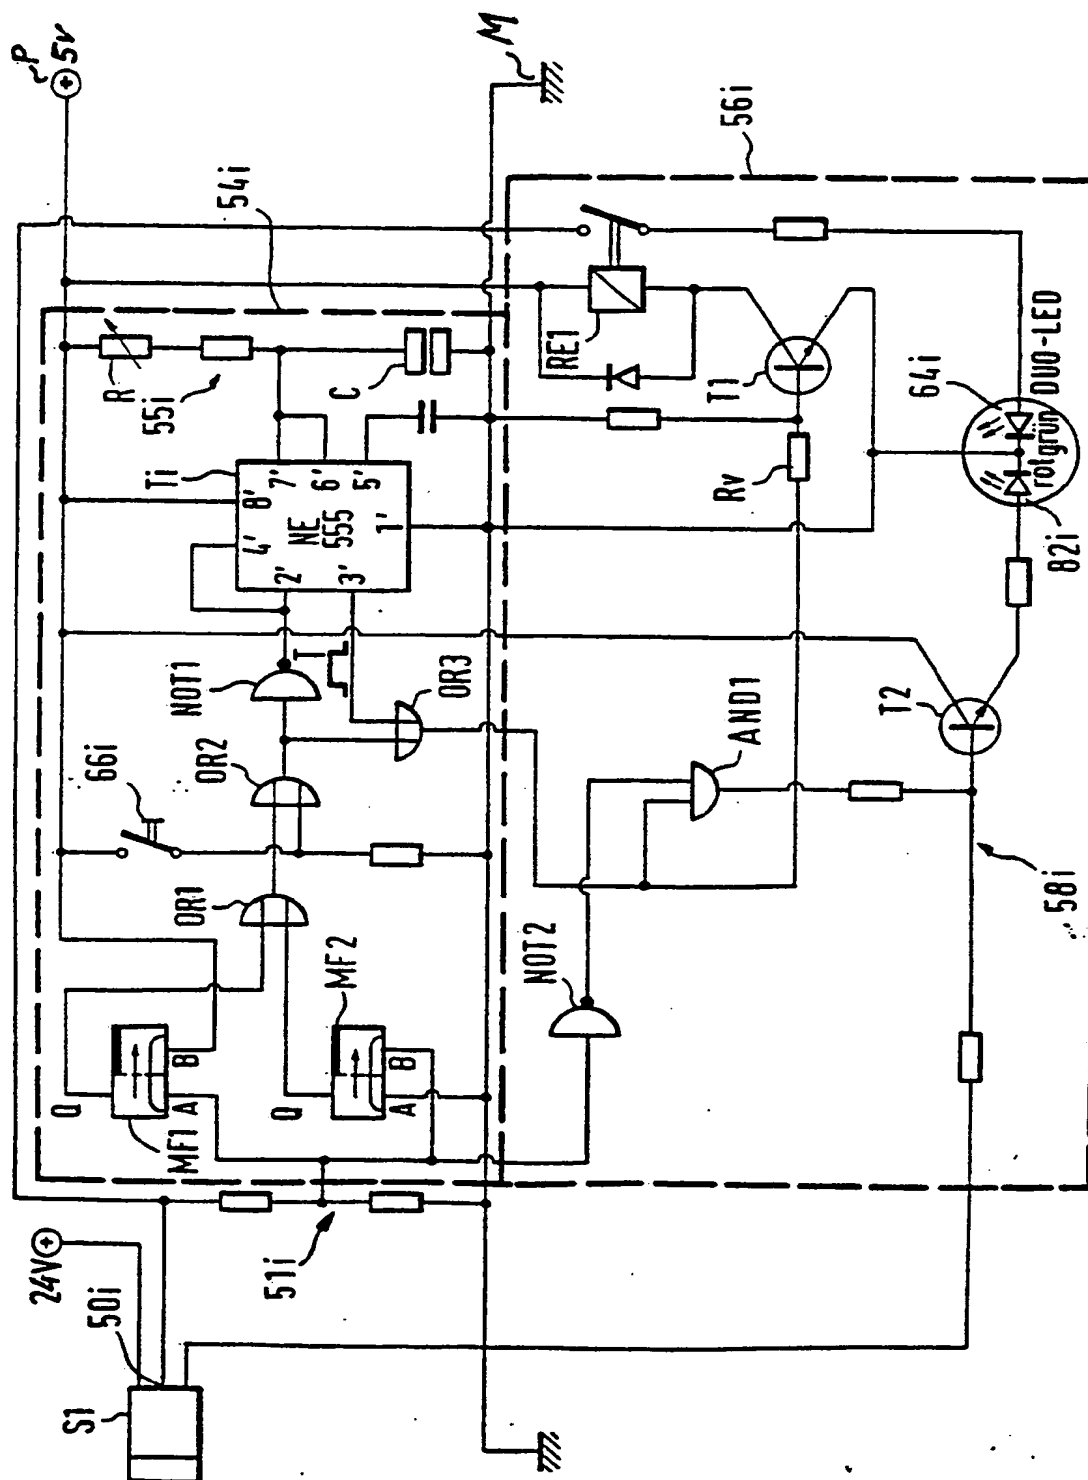 P
5V
M
54i
56i
R
55i
C
Ti
8'
7'
6'
5'
4'
NE
555
1'
2'
3'
RE1
T1
Rv
64i
DUO-LED
rot
grün
82i
NOT1
OR3
66i
OR2
AND1
T2
58i
OR1
MF2
NOT2
Q
B
A
MF1
Q
B
A
51i
24V
50i
S1